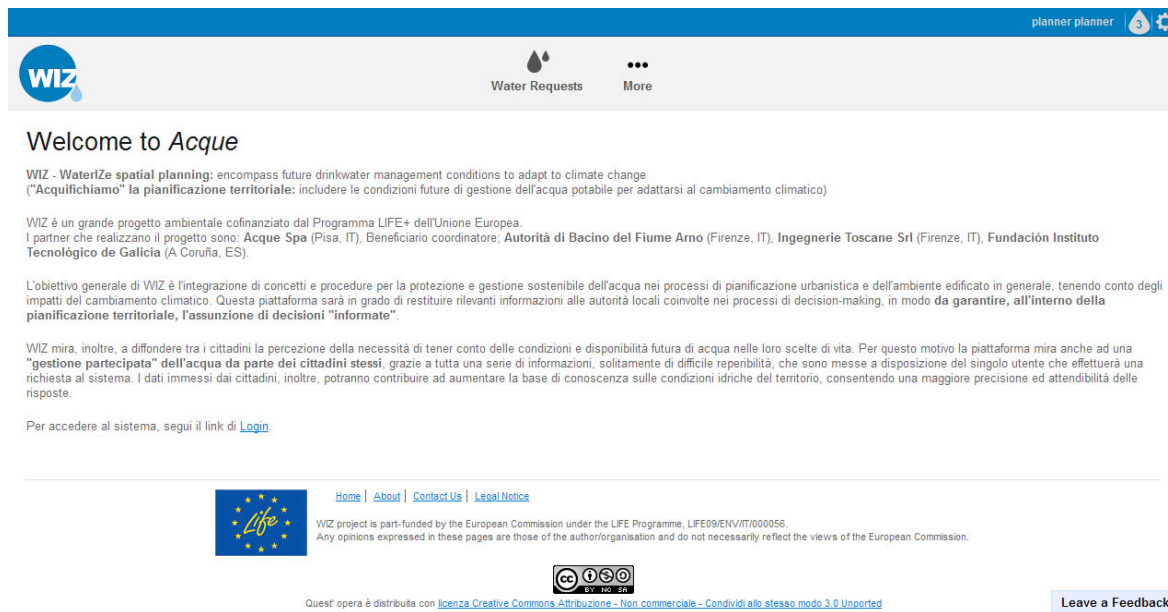 planner planner
3
WIZ
Water Requests
More
Welcome to Acque
WIZ - WaterIZe spatial planning: encompass future drinkwater management conditions to adapt to climate change
("Acquifichiamo" la pianificazione territoriale: includere le condizioni future di gestione dell'acqua potabile per adattarsi al cambiamento climatico)
WIZ è un grande progetto ambientale cofinanziato dal Programma LIFE+ dell'Unione Europea.
I partner che realizzano il progetto sono: Acque Spa (Pisa, IT), Beneficiario coordinatore; Autorità di Bacino del Fiume Arno (Firenze, IT), Ingegnerie Toscane Srl (Firenze, IT), Fundación Instituto
Tecnológico de Galicia (A Coruña, ES).
L'obiettivo generale di WIZ è l'integrazione di concetti e procedure per la protezione e gestione sostenibile dell'acqua nei processi di pianificazione urbanistica e dell'ambiente edificato in generale, tenendo conto degli
impatti del cambiamento climatico. Questa piattaforma sarà in grado di restituire rilevanti informazioni alle autorità locali coinvolte nei processi di decision-making, in modo da garantire, all'interno della
pianificazione territoriale, l'assunzione di decisioni "informate".
WIZ mira, inoltre, a diffondere tra i cittadini la percezione della necessità di tener conto delle condizioni e disponibilità futura di acqua nelle loro scelte di vita. Per questo motivo la piattaforma mira anche ad una
"gestione partecipata" dell'acqua da parte dei cittadini stessi, grazie a tutta una serie di informazioni, solitamente di difficile reperibilità, che sono messe a disposizione del singolo utente che effettuerà una
richiesta al sistema. I dati immessi dai cittadini, inoltre, potranno contribuire ad aumentare la base di conoscenza sulle condizioni idriche del territorio, consentendo una maggiore precisione ed attendibilità delle
risposte.
Per accedere al sistema, segui il link di Login.
Life
Home | About | Contact Us | Legal Notice
WIZ project is part-funded by the European Commission under the LIFE Programme, LIFE09/ENV/IT/000056.
Any opinions expressed in these pages are those of the author/organisation and do not necessarily reflect the views of the European Commission.
cc
BY NC SA
Quest' opera è distribuita con licenza Creative Commons Attribuzione - Non commerciale - Condividi allo stesso modo 3.0 Unported
Leave a Feedback